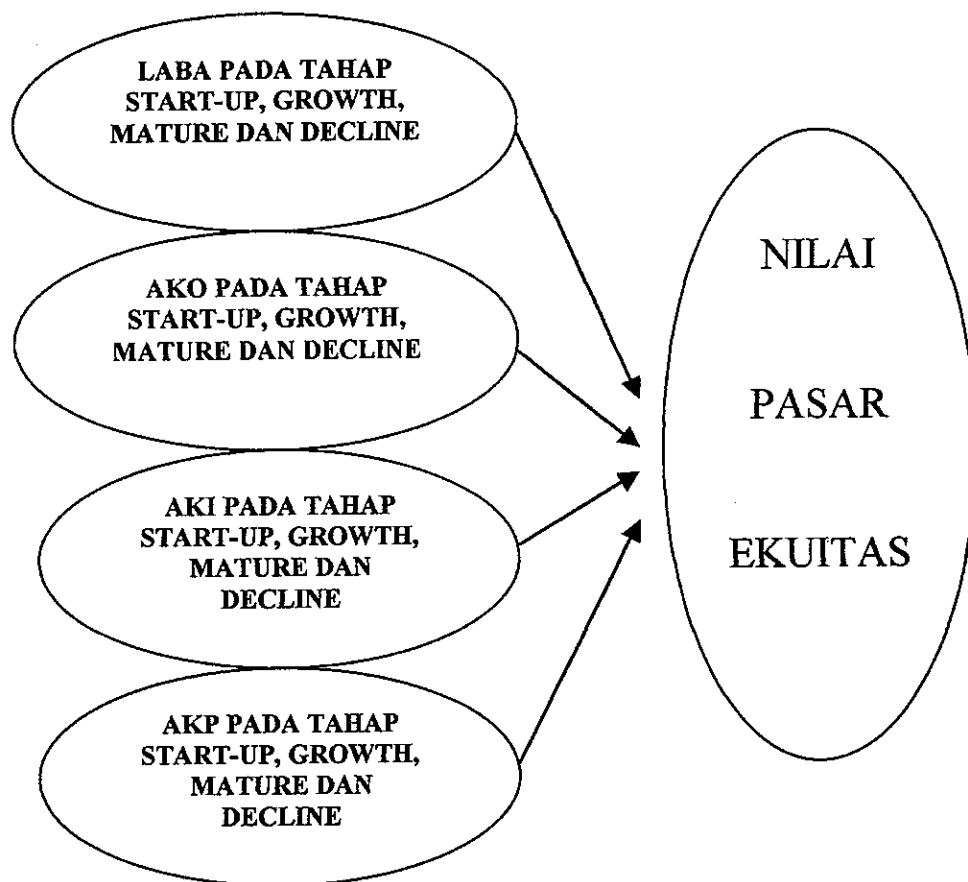 LABA PADA TAHAP
START-UP, GROWTH,
MATURE DAN DECLINE
AKO PADA TAHAP
START-UP, GROWTH,
MATURE DAN DECLINE
AKI PADA TAHAP
START-UP, GROWTH,
MATURE DAN
DECLINE
AKP PADA TAHAP
START-UP, GROWTH,
MATURE DAN
DECLINE
NILAI
PASAR
EKUITAS